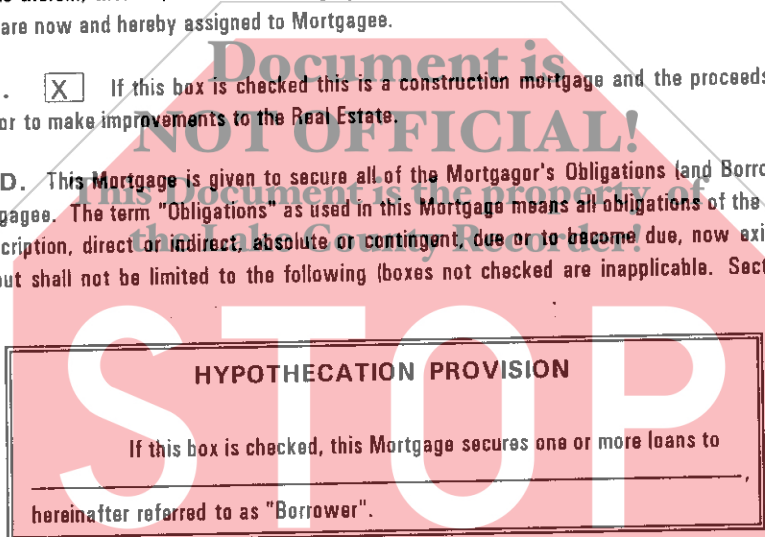 are now and hereby assigned to Mortgagee.
. X If this box is checked this is a construction mortgage and the proceeds
or to make improvements to the Real Estate.
D. This Mortgage is given to secure all of the Mortgagor's Obligations (and Borro
gagee. The term "Obligations" as used in this Mortgage means all obligations of the
cription, direct or indirect, absolute or contingent, due or to become due, now exi
out shall not be limited to the following (boxes not checked are inapplicable. Sect
Document is
NOT OFFICIAL!
This Document is the property of
the Lake County Recorder!
STOP
HYPOTHECATION PROVISION
If this box is checked, this Mortgage secures one or more loans to
,
hereinafter referred to as "Borrower".